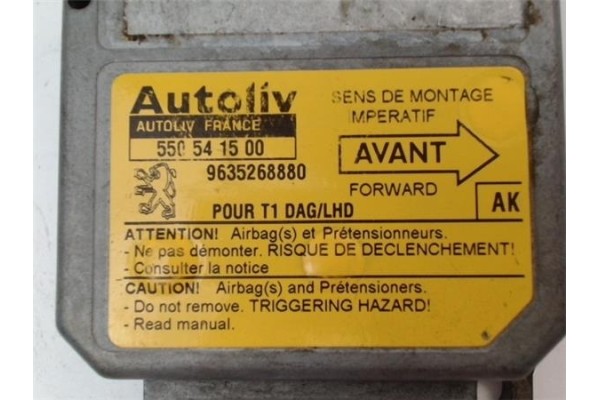 Autoliv
AUTOLIV FRANCE
550 54 15 00
9635268880
POUR T1 DAG/LHD
SENS DE MONTAGE
IMPERATIF
AVANT
FORWARD
AK
ATTENTION! Airbag(s) et Prétensionneurs.
- Ne pas démonter. RISQUE DE DECLENCHEMENT!
- Consulter la notice
CAUTION! Airbag(s) and Prétensioners.
- Do not remove. TRIGGERING HAZARD!
- Read manual.